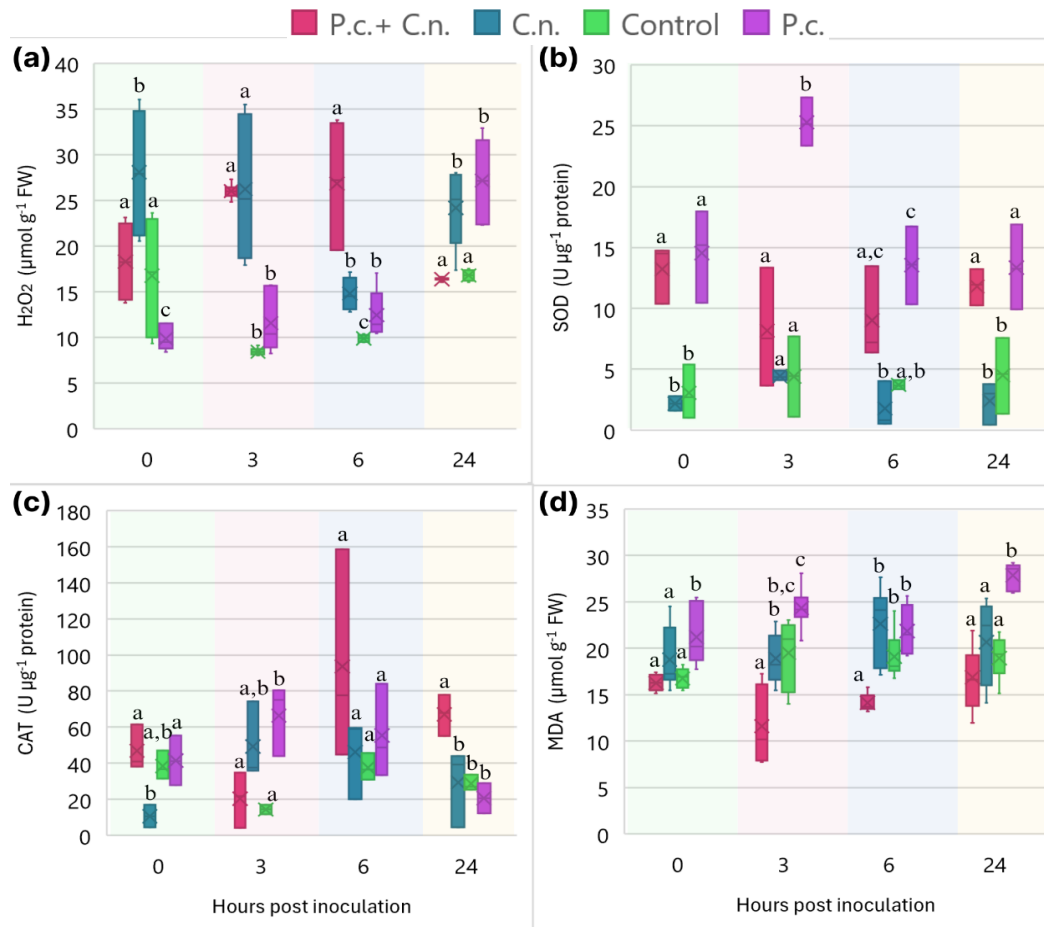 P.c.+ C.n. C.n. Control P.c.
(a)
H2O2 (µmol g⁻¹ FW)
40
35
30
25
20
15
10
5
0
a b a c
a a b b
a b c b
a b a b
0 3 6 24
(b)
SOD (U µg⁻¹ protein)
30
25
20
15
10
5
0
a b b a
a a a b
a,c b a,b c
a b b a
0 3 6 24
(c)
CAT (U µg⁻¹ protein)
180
160
140
120
100
80
60
40
20
0
a b a,b a
a a,b a b
a a a a
a b b b
0 3 6 24
Hours post inoculation
(d)
MDA (µmol g⁻¹ FW)
35
30
25
20
15
10
5
0
a a a b
a b b,c c
a b b b
a a a b
0 3 6 24
Hours post inoculation